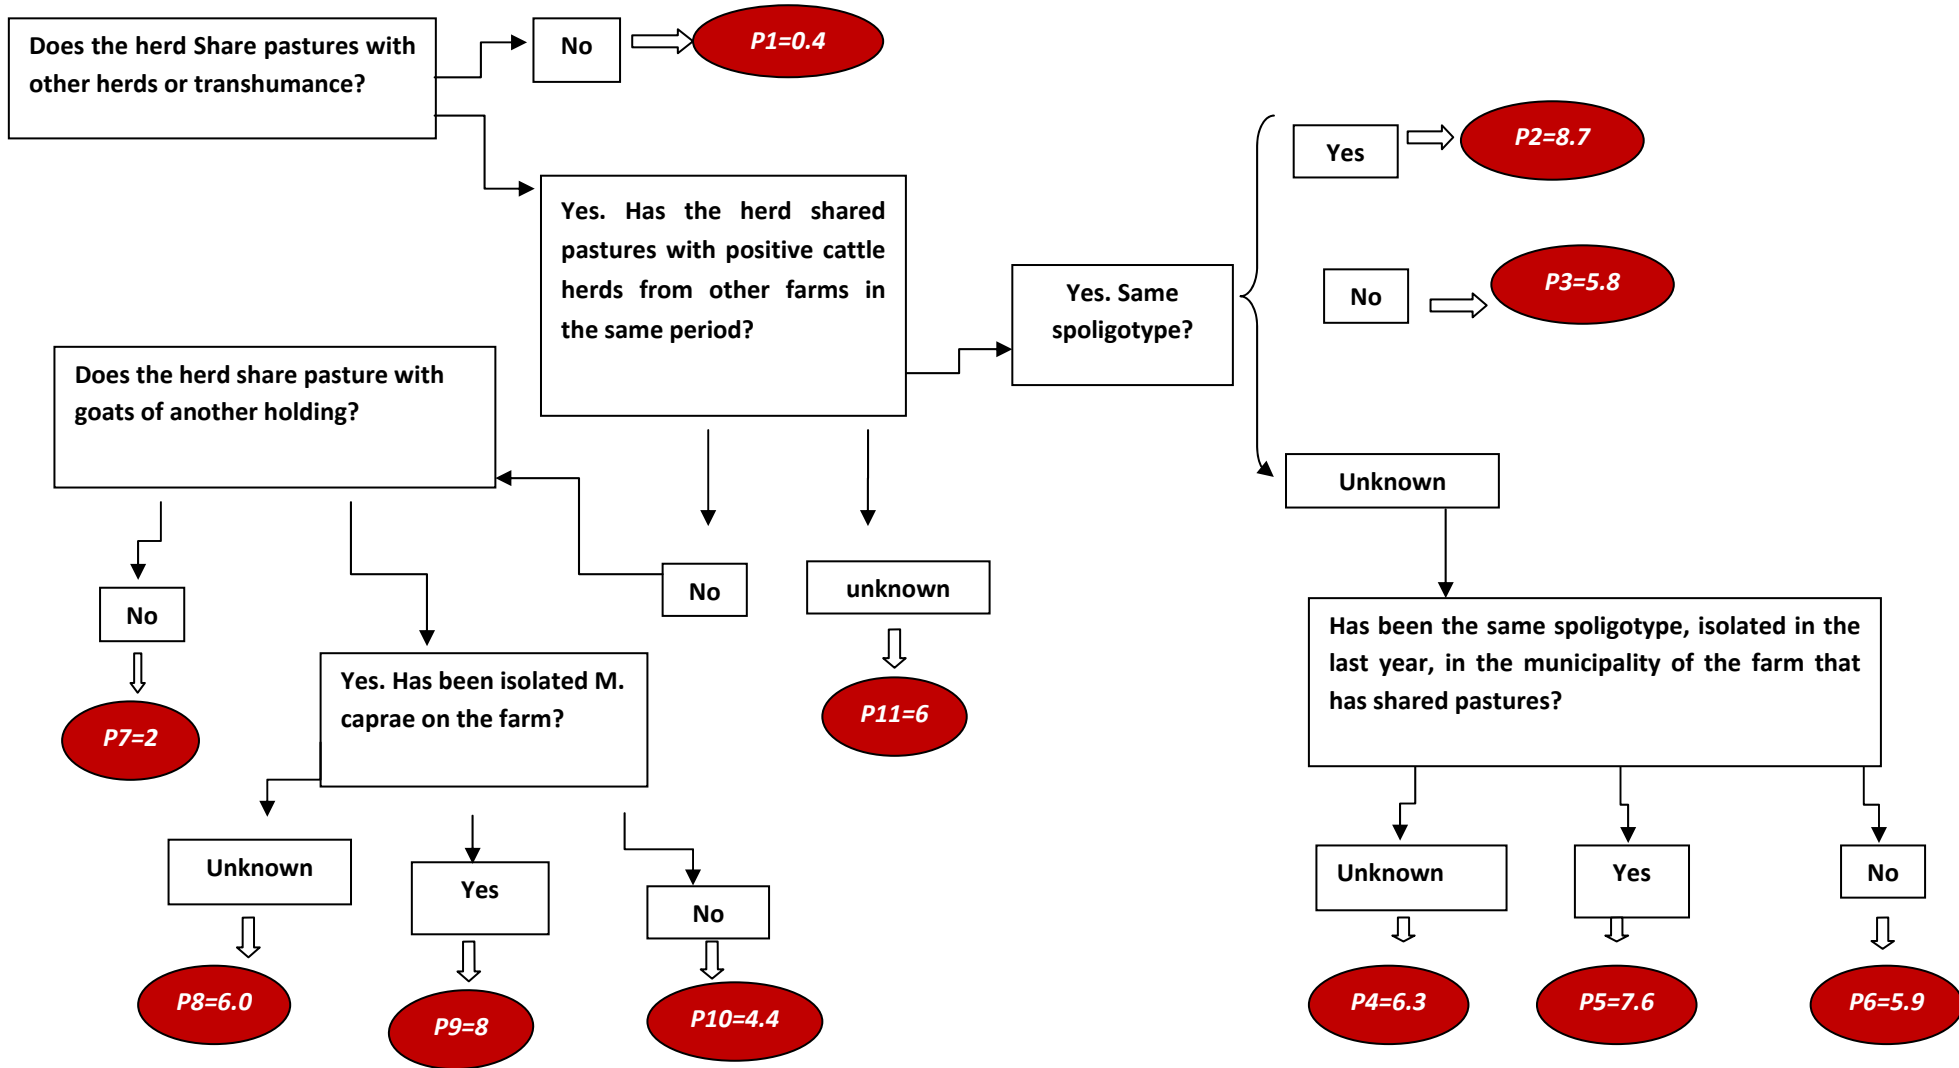 Does the herd Share pastures with
other herds or transhumance?
No
P1=0.4
Yes. Has the herd shared
pastures with positive cattle
herds from other farms in
the same period?
Yes. Same
spoligotype?
Yes
P2=8.7
No
P3=5.8
Unknown
Has been the same spoligotype, isolated in the
last year, in the municipality of the farm that
has shared pastures?
Unknown
Yes
No
P4=6.3
P5=7.6
P6=5.9
No
unknown
P11=6
Does the herd share pasture with
goats of another holding?
No
P7=2
Yes. Has been isolated M.
caprae on the farm?
Unknown
Yes
No
P8=6.0
P9=8
P10=4.4